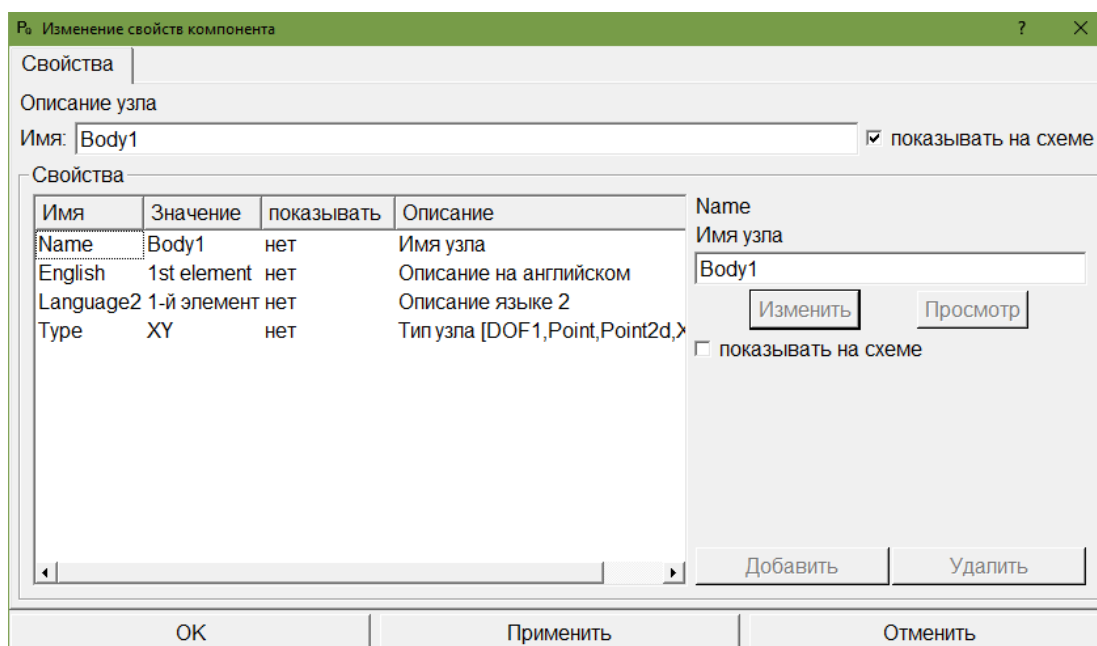 Изменение свойств компонента ?
Свойства
Описание узла
Имя: Body1 показывать на схеме
Свойства
Имя Значение показывать Описание
Name Body1 нет Имя узла
English 1st element нет Описание на английском
Language2 1-й элемент нет Описание языке 2
Type XY нет Тип узла [DOF1,Point,Point2d,X
Name
Имя узла
Body1
Изменить Просмотр
показывать на схеме
Добавить Удалить
OK Применить Отменить